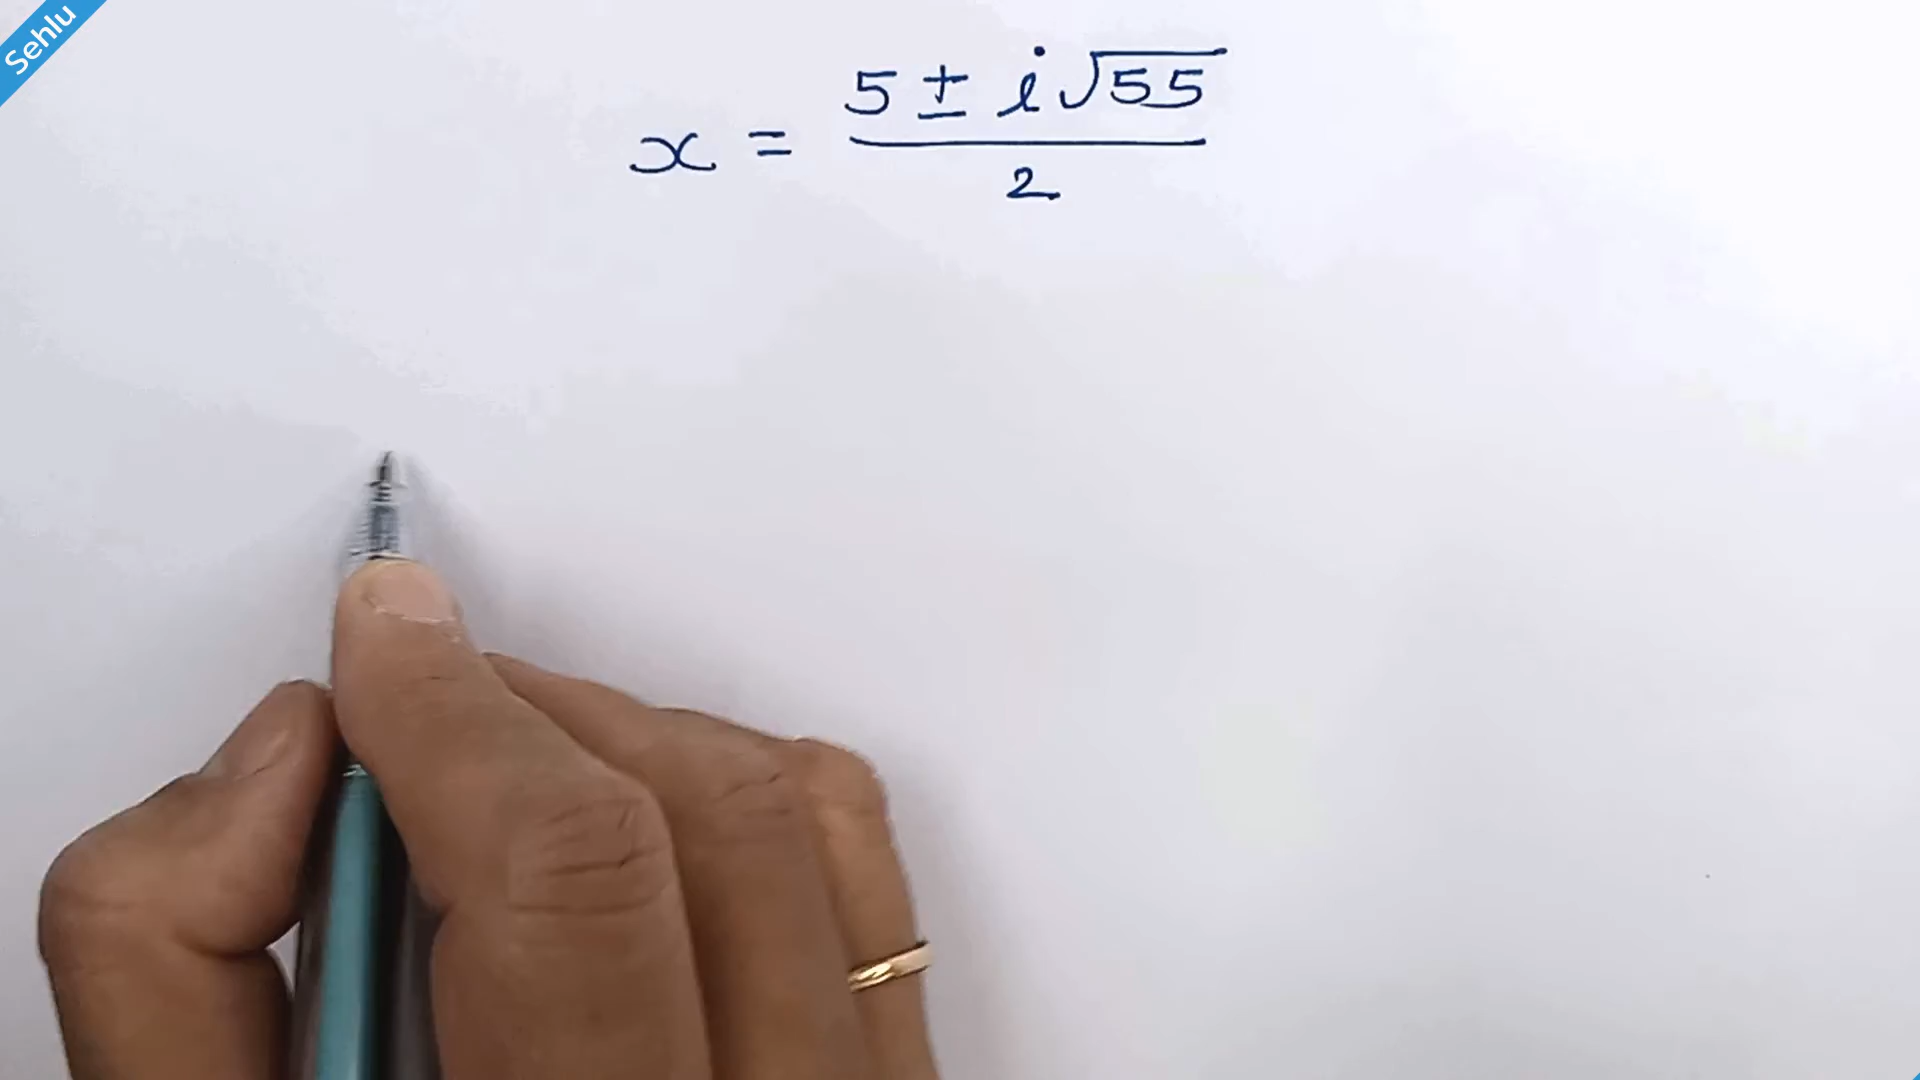 Sehlu
x = (5 ± i√55) / 2